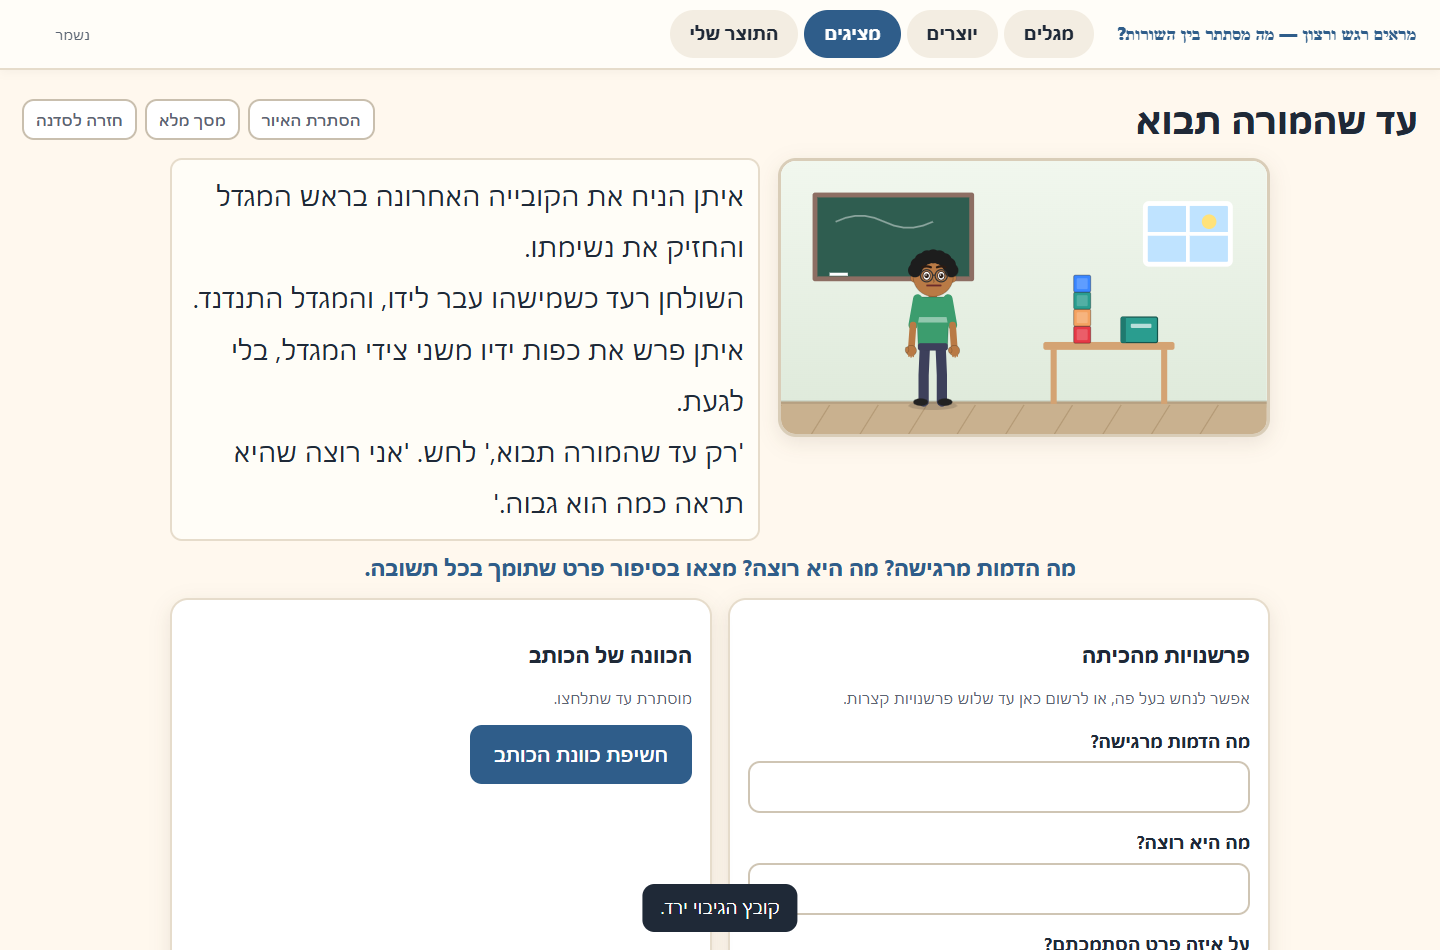 מראים רגש ורצון — מה מסתתר בין השורות?
מגלים
יוצרים
מציגים
התוצר שלי
נשמר
עד שהמורה תבוא
הסתרת האיור
מסך מלא
חזרה לסדנה
איתן הניח את הקובייה האחרונה בראש המגדל
והחזיק את נשימתו.
השולחן רעד כשמישהו עבר לידו, והמגדל התנדנד.
איתן פרש את כפות ידיו משני צידי המגדל, בלי
לגעת.
'רק עד שהמורה תבוא,' לחש. 'אני רוצה שהיא
תראה כמה הוא גבוה.'
מה הדמות מרגישה? מה היא רוצה? מצאו בסיפור פרט שתומך בכל תשובה.
פרשנויות מהכיתה
אפשר לנחש בעל פה, או לרשום כאן עד שלוש פרשנויות קצרות.
מה הדמות מרגישה?
מה היא רוצה?
על איזה פרט הסתמכתם?
הכוונה של הכותב
מוסתרת עד שתלחצו.
חשיפת כוונת הכותב
קובץ הגיבוי ירד.